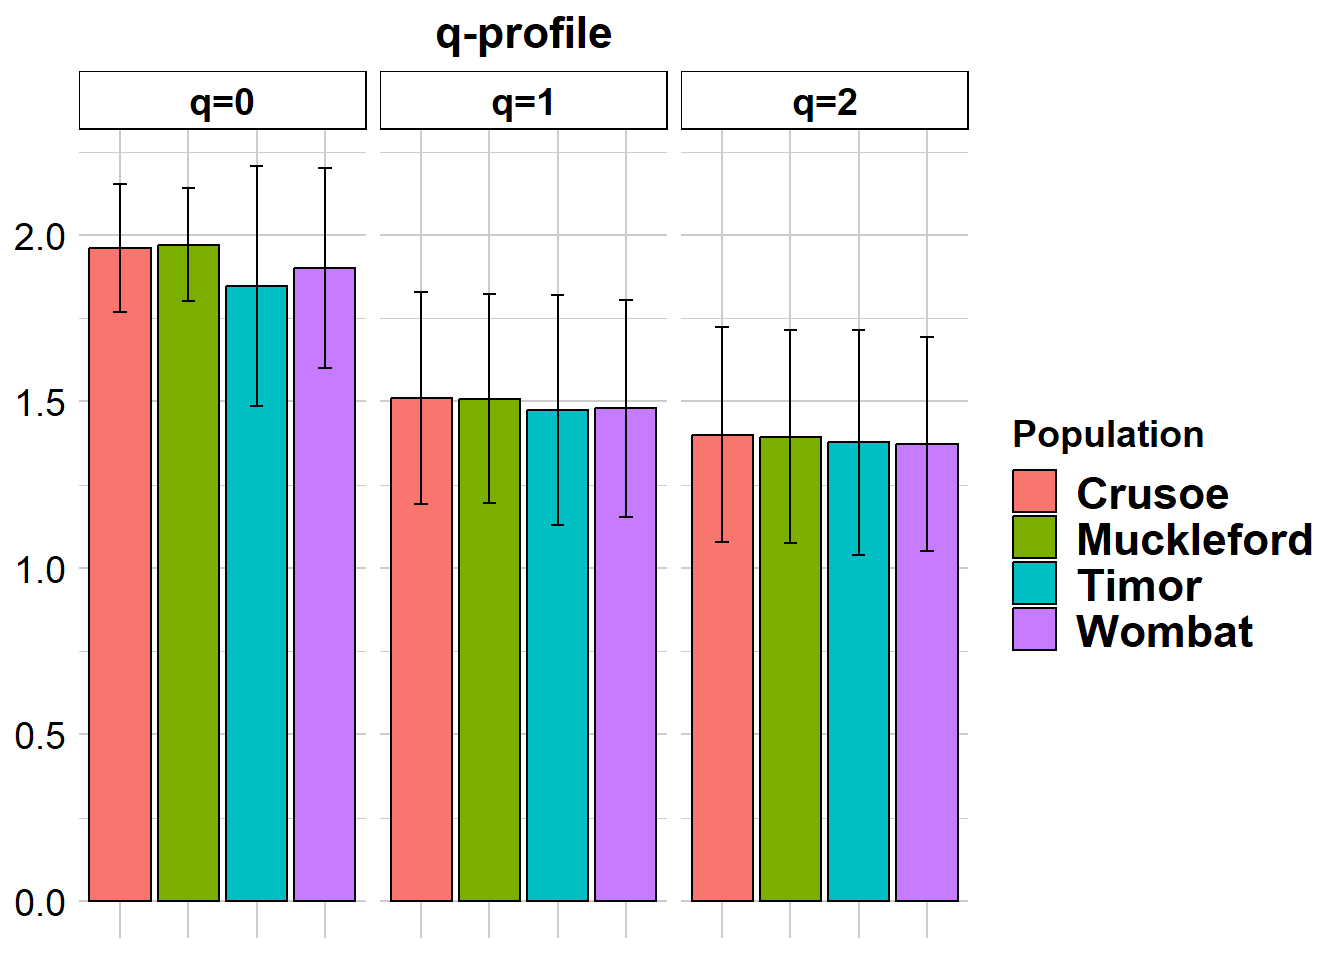 q-profile
q=0 q=1 q=2
2.0
1.5
1.0
0.5
0.0
Population
Crusoe
Muckleford
Timor
Wombat